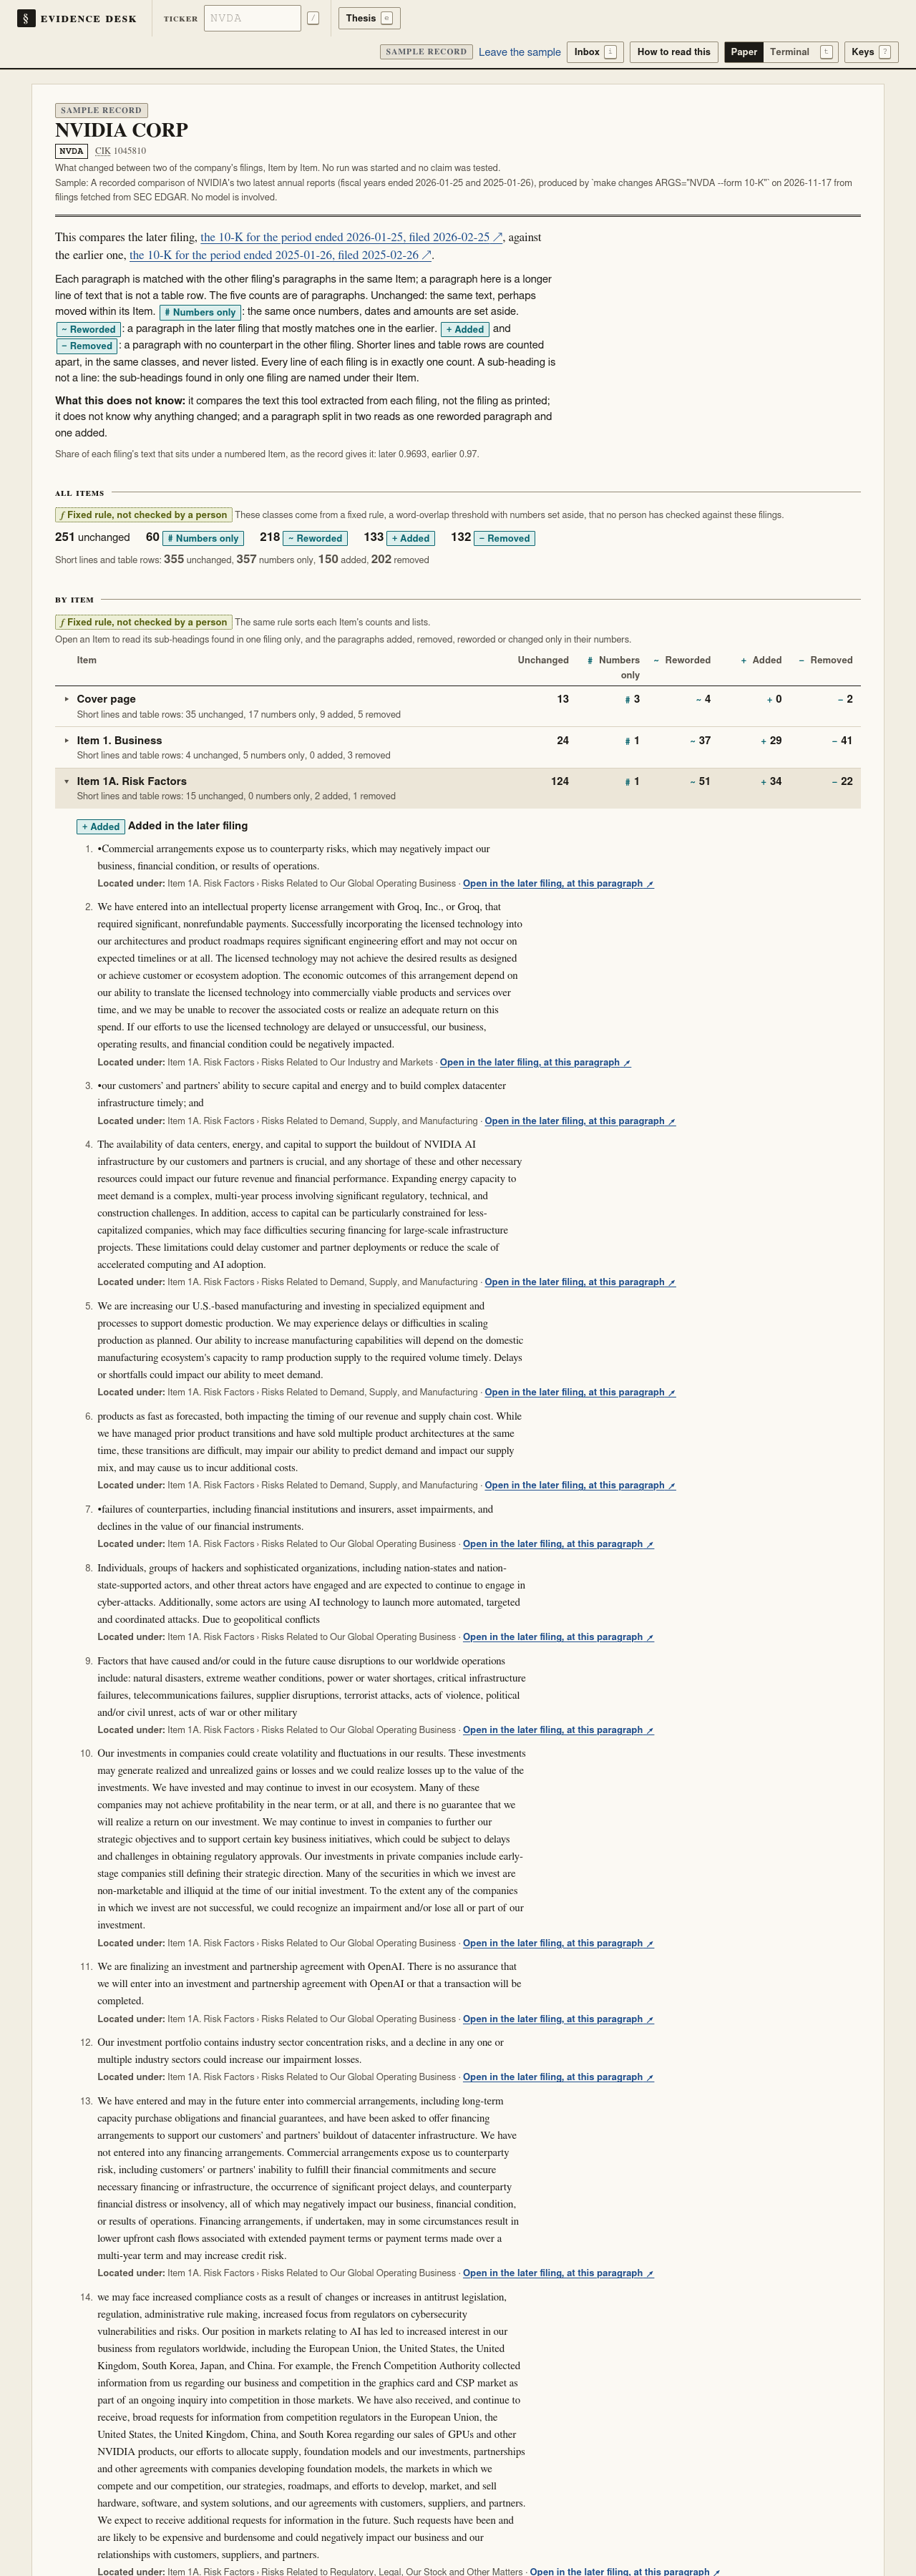 § EVIDENCE DESK TICKER NVDA / Thesis e
SAMPLE RECORD Leave the sample Inbox i How to read this Paper Terminal t Keys ?
SAMPLE RECORD
NVIDIA CORP
NVDA CIK 1045810
What changed between two of the company's filings, Item by Item. No run was started and no claim was tested.
Sample: A recorded comparison of NVIDIA's two latest annual reports (fiscal years ended 2026-01-25 and 2025-01-26), produced by `make changes ARGS="NVDA --form 10-K"` on 2026-11-17 from
filings fetched from SEC EDGAR. No model is involved.
This compares the later filing, the 10-K for the period ended 2026-01-25, filed 2026-02-25 ↗, against
the earlier one, the 10-K for the period ended 2025-01-26, filed 2025-02-26 ↗.
Each paragraph is matched with the other filing's paragraphs in the same Item; a paragraph here is a longer
line of text that is not a table row. The five counts are of paragraphs. Unchanged: the same text, perhaps
moved within its Item. # Numbers only: the same once numbers, dates and amounts are set aside.
~ Reworded: a paragraph in the later filing that mostly matches one in the earlier. + Added and
− Removed: a paragraph with no counterpart in the other filing. Shorter lines and table rows are counted
apart, in the same classes, and never listed. Every line of each filing is in exactly one count. A sub-heading is
not a line: the sub-headings found in only one filing are named under their Item.
What this does not know: it compares the text this tool extracted from each filing, not the filing as printed;
it does not know why anything changed; and a paragraph split in two reads as one reworded paragraph and
one added.
Share of each filing's text that sits under a numbered Item, as the record gives it: later 0.9693, earlier 0.97.
ALL ITEMS
ƒ Fixed rule, not checked by a person These classes come from a fixed rule, a word-overlap threshold with numbers set aside, that no person has checked against these filings.
251 unchanged 60 # Numbers only 218 ~ Reworded 133 + Added 132 − Removed
Short lines and table rows: 355 unchanged, 357 numbers only, 150 added, 202 removed
BY ITEM
ƒ Fixed rule, not checked by a person The same rule sorts each Item's counts and lists.
Open an Item to read its sub-headings found in one filing only, and the paragraphs added, removed, reworded or changed only in their numbers.
Item Unchanged # Numbers only ~ Reworded + Added − Removed
▸ Cover page 13 # 3 ~ 4 + 0 − 2
Short lines and table rows: 35 unchanged, 17 numbers only, 9 added, 5 removed
▸ Item 1. Business 24 # 1 ~ 37 + 29 − 41
Short lines and table rows: 4 unchanged, 5 numbers only, 0 added, 3 removed
▾ Item 1A. Risk Factors 124 # 1 ~ 51 + 34 − 22
Short lines and table rows: 15 unchanged, 0 numbers only, 2 added, 1 removed
+ Added Added in the later filing
1. •Commercial arrangements expose us to counterparty risks, which may negatively impact our
business, financial condition, or results of operations.
Located under: Item 1A. Risk Factors › Risks Related to Our Global Operating Business · Open in the later filing, at this paragraph ↗
2. We have entered into an intellectual property license arrangement with Groq, Inc., or Groq, that
required significant, nonrefundable payments. Successfully incorporating the licensed technology into
our architectures and product roadmaps requires significant engineering effort and may not occur on
expected timelines or at all. The licensed technology may not achieve the desired results as designed
or achieve customer or ecosystem adoption. The economic outcomes of this arrangement depend on
our ability to translate the licensed technology into commercially viable products and services over
time, and we may be unable to recover the associated costs or realize an adequate return on this
spend. If our efforts to use the licensed technology are delayed or unsuccessful, our business,
operating results, and financial condition could be negatively impacted.
Located under: Item 1A. Risk Factors › Risks Related to Our Industry and Markets · Open in the later filing, at this paragraph ↗
3. •our customers' and partners' ability to secure capital and energy and to build complex datacenter
infrastructure timely; and
Located under: Item 1A. Risk Factors › Risks Related to Demand, Supply, and Manufacturing · Open in the later filing, at this paragraph ↗
4. The availability of data centers, energy, and capital to support the buildout of NVIDIA AI
infrastructure by our customers and partners is crucial, and any shortage of these and other necessary
resources could impact our future revenue and financial performance. Expanding energy capacity to
meet demand is a complex, multi-year process involving significant regulatory, technical, and
construction challenges. In addition, access to capital can be particularly constrained for less-
capitalized companies, which may face difficulties securing financing for large-scale infrastructure
projects. These limitations could delay customer and partner deployments or reduce the scale of
accelerated computing and AI adoption.
Located under: Item 1A. Risk Factors › Risks Related to Demand, Supply, and Manufacturing · Open in the later filing, at this paragraph ↗
5. We are increasing our U.S.-based manufacturing and investing in specialized equipment and
processes to support domestic production. We may experience delays or difficulties in scaling
production as planned. Our ability to increase manufacturing capabilities will depend on the domestic
manufacturing ecosystem's capacity to ramp production supply to the required volume timely. Delays
or shortfalls could impact our ability to meet demand.
Located under: Item 1A. Risk Factors › Risks Related to Demand, Supply, and Manufacturing · Open in the later filing, at this paragraph ↗
6. products as fast as forecasted, both impacting the timing of our revenue and supply chain cost. While
we have managed prior product transitions and have sold multiple product architectures at the same
time, these transitions are difficult, may impair our ability to predict demand and impact our supply
mix, and may cause us to incur additional costs.
Located under: Item 1A. Risk Factors › Risks Related to Demand, Supply, and Manufacturing · Open in the later filing, at this paragraph ↗
7. •failures of counterparties, including financial institutions and insurers, asset impairments, and
declines in the value of our financial instruments.
Located under: Item 1A. Risk Factors › Risks Related to Our Global Operating Business · Open in the later filing, at this paragraph ↗
8. Individuals, groups of hackers and sophisticated organizations, including nation-states and nation-
state-supported actors, and other threat actors have engaged and are expected to continue to engage in
cyber-attacks. Additionally, some actors are using AI technology to launch more automated, targeted
and coordinated attacks. Due to geopolitical conflicts
Located under: Item 1A. Risk Factors › Risks Related to Our Global Operating Business · Open in the later filing, at this paragraph ↗
9. Factors that have caused and/or could in the future cause disruptions to our worldwide operations
include: natural disasters, extreme weather conditions, power or water shortages, critical infrastructure
failures, telecommunications failures, supplier disruptions, terrorist attacks, acts of violence, political
and/or civil unrest, acts of war or other military
Located under: Item 1A. Risk Factors › Risks Related to Our Global Operating Business · Open in the later filing, at this paragraph ↗
10. Our investments in companies could create volatility and fluctuations in our results. These investments
may generate realized and unrealized gains or losses and we could realize losses up to the value of the
investments. We have invested and may continue to invest in our ecosystem. Many of these
companies may not achieve profitability in the near term, or at all, and there is no guarantee that we
will realize a return on our investment. We may continue to invest in companies to further our
strategic objectives and to support certain key business initiatives, which could be subject to delays
and challenges in obtaining regulatory approvals. Our investments in private companies include early-
stage companies still defining their strategic direction. Many of the securities in which we invest are
non-marketable and illiquid at the time of our initial investment. To the extent any of the companies
in which we invest are not successful, we could recognize an impairment and/or lose all or part of our
investment.
Located under: Item 1A. Risk Factors › Risks Related to Our Global Operating Business · Open in the later filing, at this paragraph ↗
11. We are finalizing an investment and partnership agreement with OpenAI. There is no assurance that
we will enter into an investment and partnership agreement with OpenAI or that a transaction will be
completed.
Located under: Item 1A. Risk Factors › Risks Related to Our Global Operating Business · Open in the later filing, at this paragraph ↗
12. Our investment portfolio contains industry sector concentration risks, and a decline in any one or
multiple industry sectors could increase our impairment losses.
Located under: Item 1A. Risk Factors › Risks Related to Our Global Operating Business · Open in the later filing, at this paragraph ↗
13. We have entered and may in the future enter into commercial arrangements, including long-term
capacity purchase obligations and financial guarantees, and have been asked to offer financing
arrangements to support our customers' and partners' buildout of datacenter infrastructure. We have
not entered into any financing arrangements. Commercial arrangements expose us to counterparty
risk, including customers' or partners' inability to fulfill their financial commitments and secure
necessary financing or infrastructure, the occurrence of significant project delays, and counterparty
financial distress or insolvency, all of which may negatively impact our business, financial condition,
or results of operations. Financing arrangements, if undertaken, may in some circumstances result in
lower upfront cash flows associated with extended payment terms or payment terms made over a
multi-year term and may increase credit risk.
Located under: Item 1A. Risk Factors › Risks Related to Our Global Operating Business · Open in the later filing, at this paragraph ↗
14. we may face increased compliance costs as a result of changes or increases in antitrust legislation,
regulation, administrative rule making, increased focus from regulators on cybersecurity
vulnerabilities and risks. Our position in markets relating to AI has led to increased interest in our
business from regulators worldwide, including the European Union, the United States, the United
Kingdom, South Korea, Japan, and China. For example, the French Competition Authority collected
information from us regarding our business and competition in the graphics card and CSP market as
part of an ongoing inquiry into competition in those markets. We have also received, and continue to
receive, broad requests for information from competition regulators in the European Union, the
United States, the United Kingdom, China, and South Korea regarding our sales of GPUs and other
NVIDIA products, our efforts to allocate supply, foundation models and our investments, partnerships
and other agreements with companies developing foundation models, the markets in which we
compete and our competition, our strategies, roadmaps, and efforts to develop, market, and sell
hardware, software, and system solutions, and our agreements with customers, suppliers, and partners.
We expect to receive additional requests for information in the future. Such requests have been and
are likely to be expensive and burdensome and could negatively impact our business and our
relationships with customers, suppliers, and partners.
Located under: Item 1A. Risk Factors › Risks Related to Regulatory, Legal, Our Stock and Other Matters · Open in the later filing, at this paragraph ↗